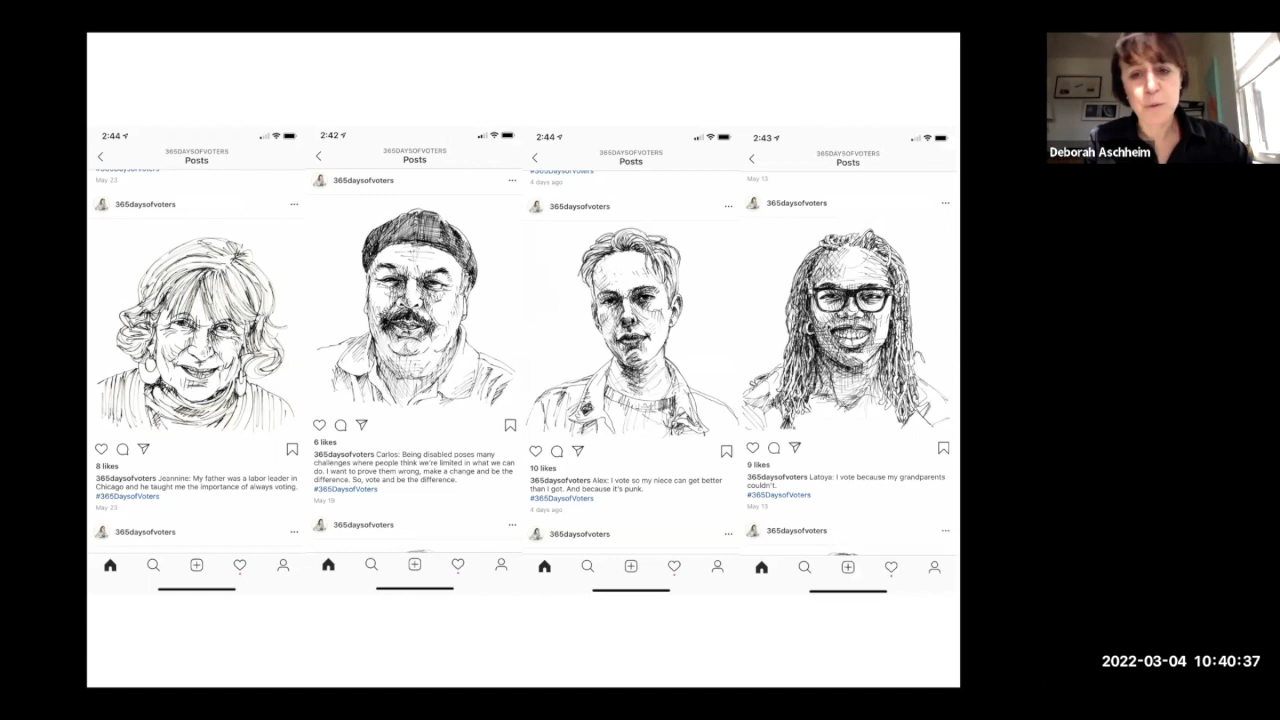 2:44
365DAYSOFVOTERS
Posts
#365DaysofVoters
May 23
365daysofvoters
8 likes
365daysofvoters Jeannine: My father was a labor leader in
Chicago and he taught me the importance of always voting.
#365DaysofVoters
May 23
365daysofvoters
2:42
365DAYSOFVOTERS
Posts
365daysofvoters
6 likes
365daysofvoters Carlos: Being disabled poses many
challenges where people think we're limited in what we can
do. I want to prove them wrong, make a change and be the
difference. So, vote and be the difference.
#365DaysofVoters
May 19
365daysofvoters
2:44
365DAYSOFVOTERS
Posts
#365DaysofVoters
4 days ago
365daysofvoters
10 likes
365daysofvoters Alex: I vote so my niece can got better
than I got. And because it's punk.
#365DaysofVoters
4 days ago
365daysofvoters
2:43
365DAYSOFVOTERS
Posts
May 13
365daysofvoters
9 likes
365daysofvoters Latoya: I vote because my grandparents
couldn't.
#365DaysofVoters
May 13
365daysofvoters
Deborah Aschheim
2022-03-04 10:40:37